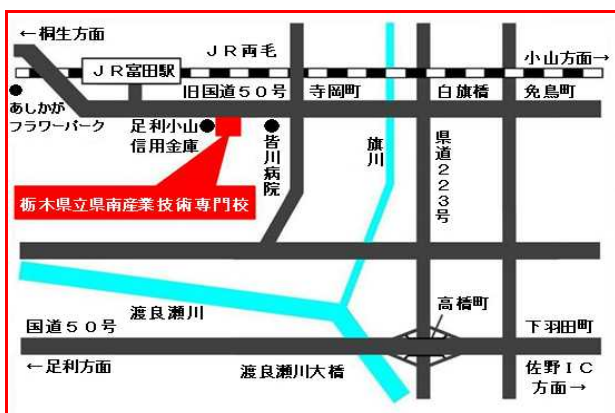 ←桐生方面
JR両毛
小山方面→
JR富田駅
旧国道50号
寺岡町
白旗橋
免鳥町
あしかが
フラワーパーク
足利小山
信用金庫
皆川病院
旗川
県道223号
栃木県立県南産業技術専門校
渡良瀬川
高橋町
国道50号
下羽田町
←足利方面
渡良瀬川大橋
佐野IC
方面→